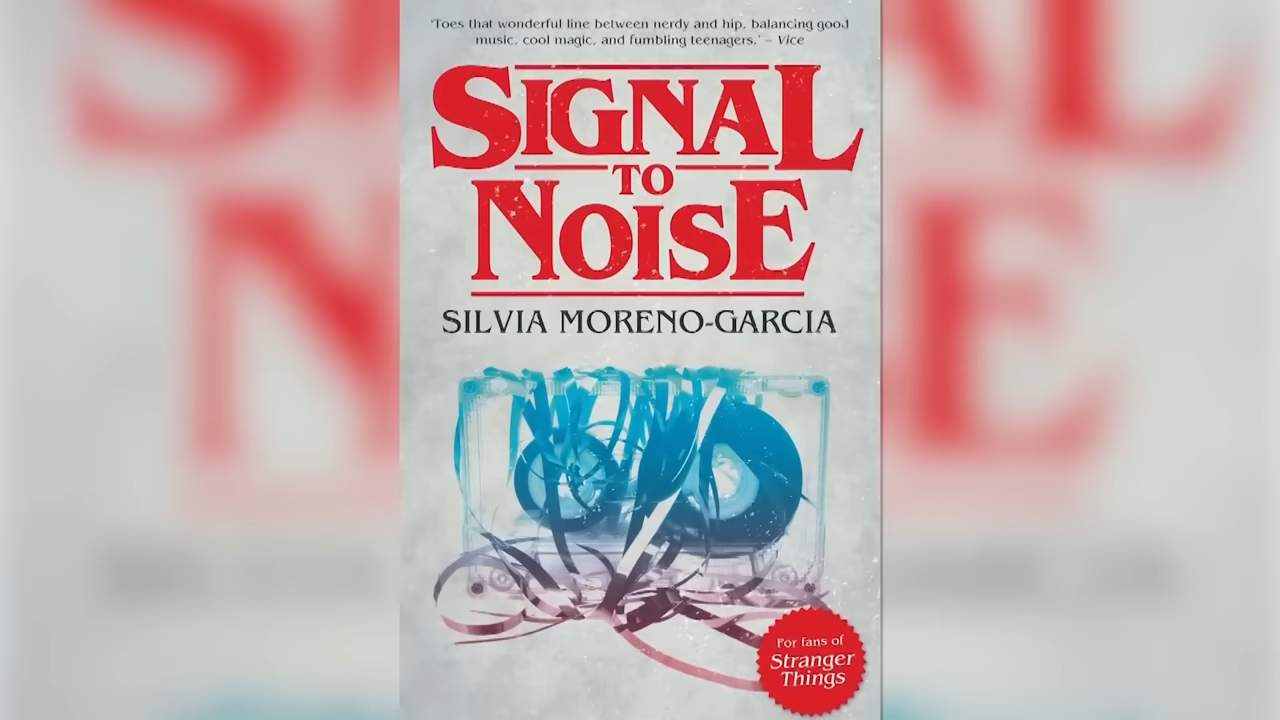 ‘Toes that wonderful line between nerdy and hip, balancing good
music, cool magic, and fumbling teenagers.’ – Vice
SIGNAL
TO
NOISE
SILVIA MORENO-GARCIA
For fans of
Stranger
Things